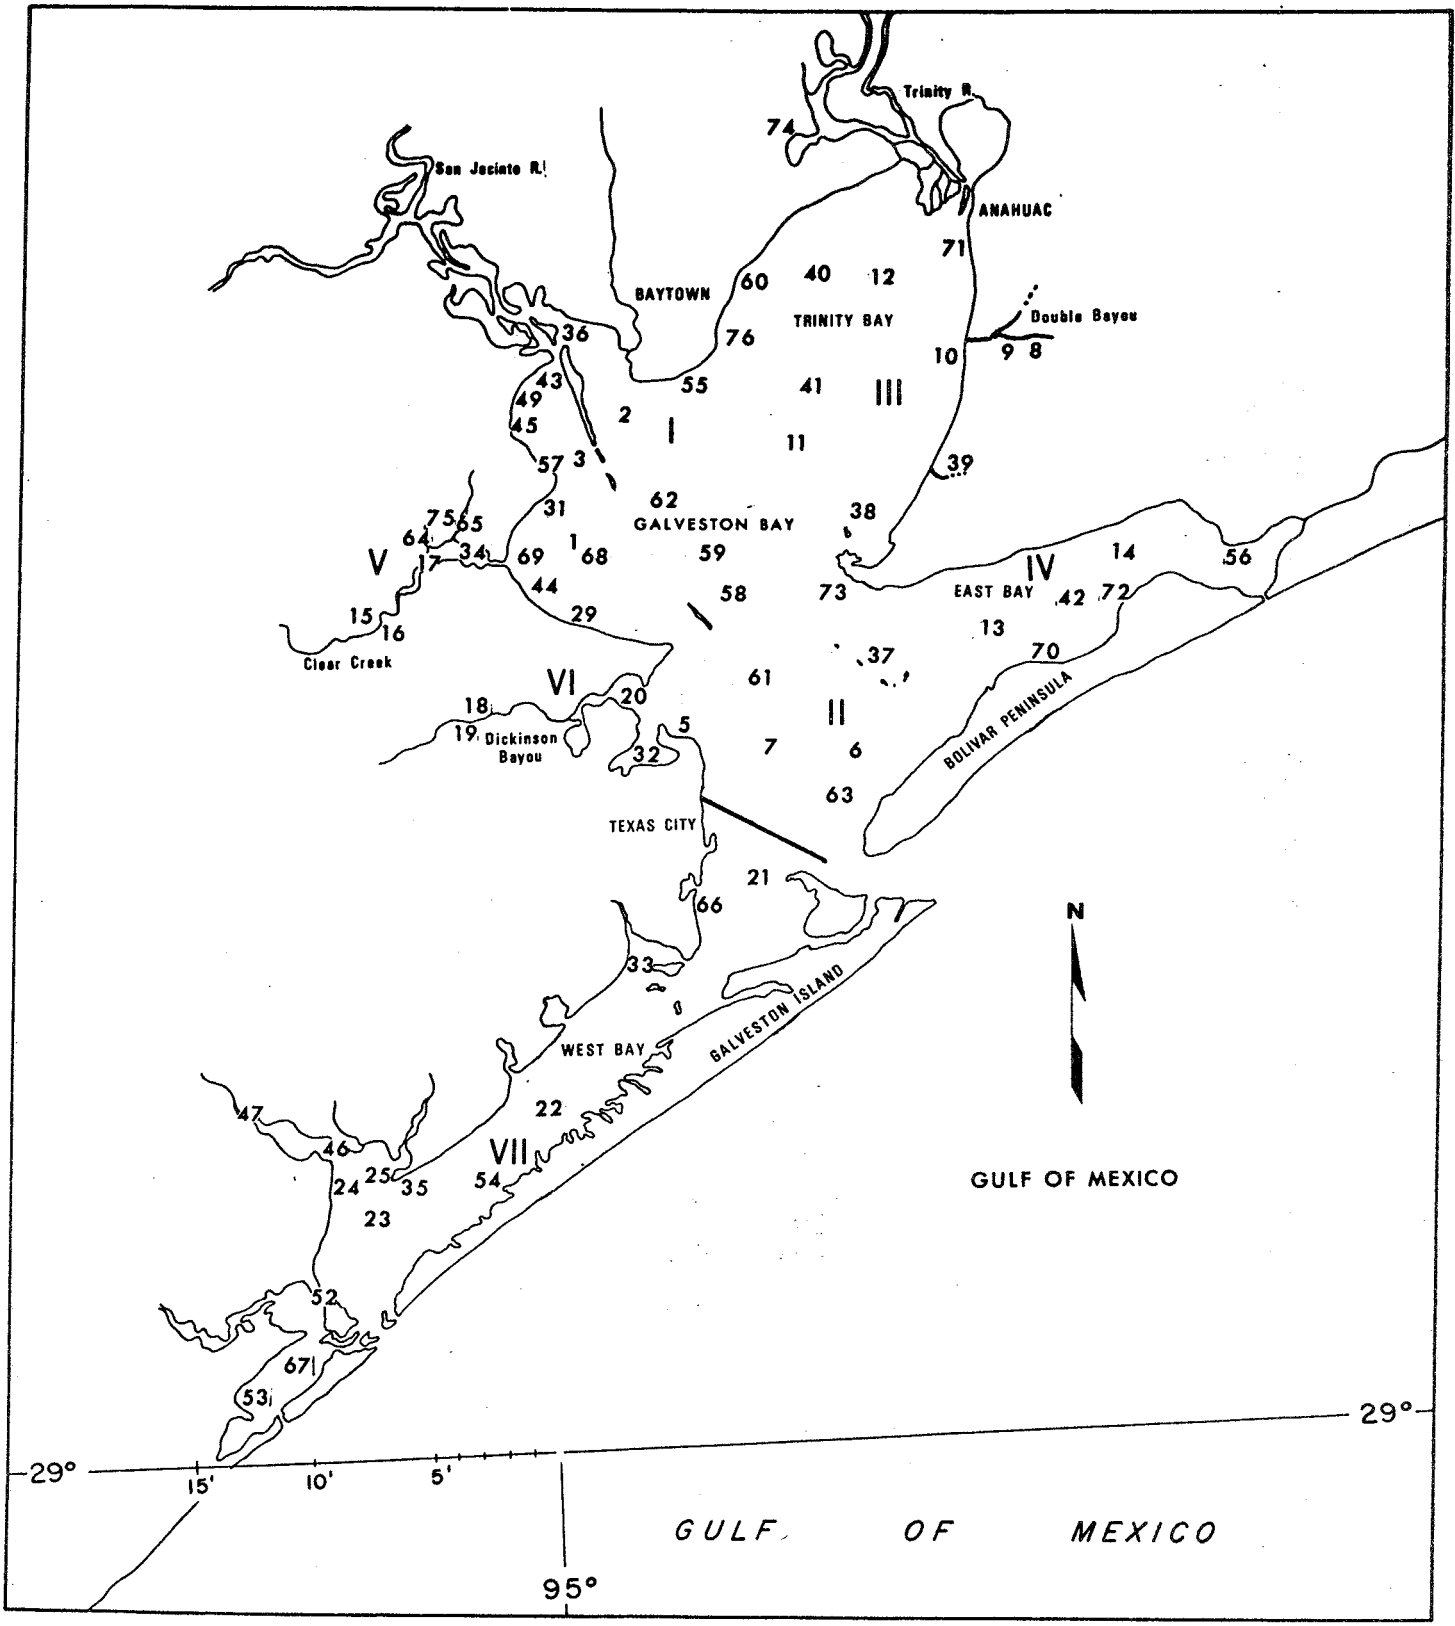 Trinity R.
74
San Jacinto R.
ANAHUAC
71
60 40 12
BAYTOWN
TRINITY BAY
Double Bayou
36
76
10 9 8
43 55 41 III
49 2
45 I
11
57 3 39
62
31 38
GALVESTON BAY
75 65
64 34 1
V 17 69 68 59 14 56
IV
44 58 73 EAST BAY 42 72
15 29
16 13
Clear Creek
37 70
VI 61
20
18 II
19 Dickinson
Bayou
5 7 6
32
BOLIVAR PENINSULA
63
TEXAS CITY
21
66
N
33
GALVESTON ISLAND
WEST BAY
47 22
46 VII
25 54
24 35
GULF OF MEXICO
23
52
67
53
29°
29°
15' 10' 5'
GULF OF MEXICO
95°